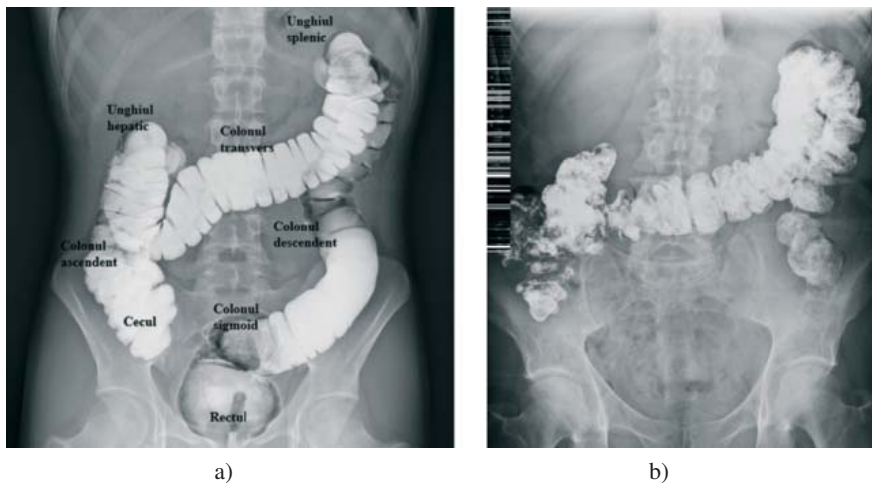 Unghiul
splenic
Unghiul
hepatic
Colonul
transvers
Colonul
descendent
Colonul
ascendent
Colonul
sigmoid
Cecul
Rectul
a)
b)